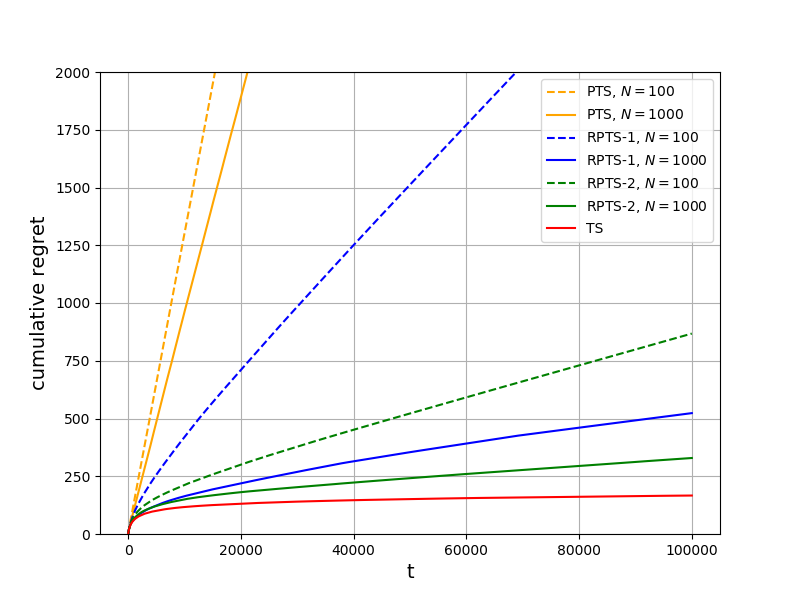 2000
1750
1500
1250
1000
750
500
250
0
cumulative regret
0 20000 40000 60000 80000 100000
t
PTS, N = 100
PTS, N = 1000
RPTS-1, N = 100
RPTS-1, N = 1000
RPTS-2, N = 100
RPTS-2, N = 1000
TS